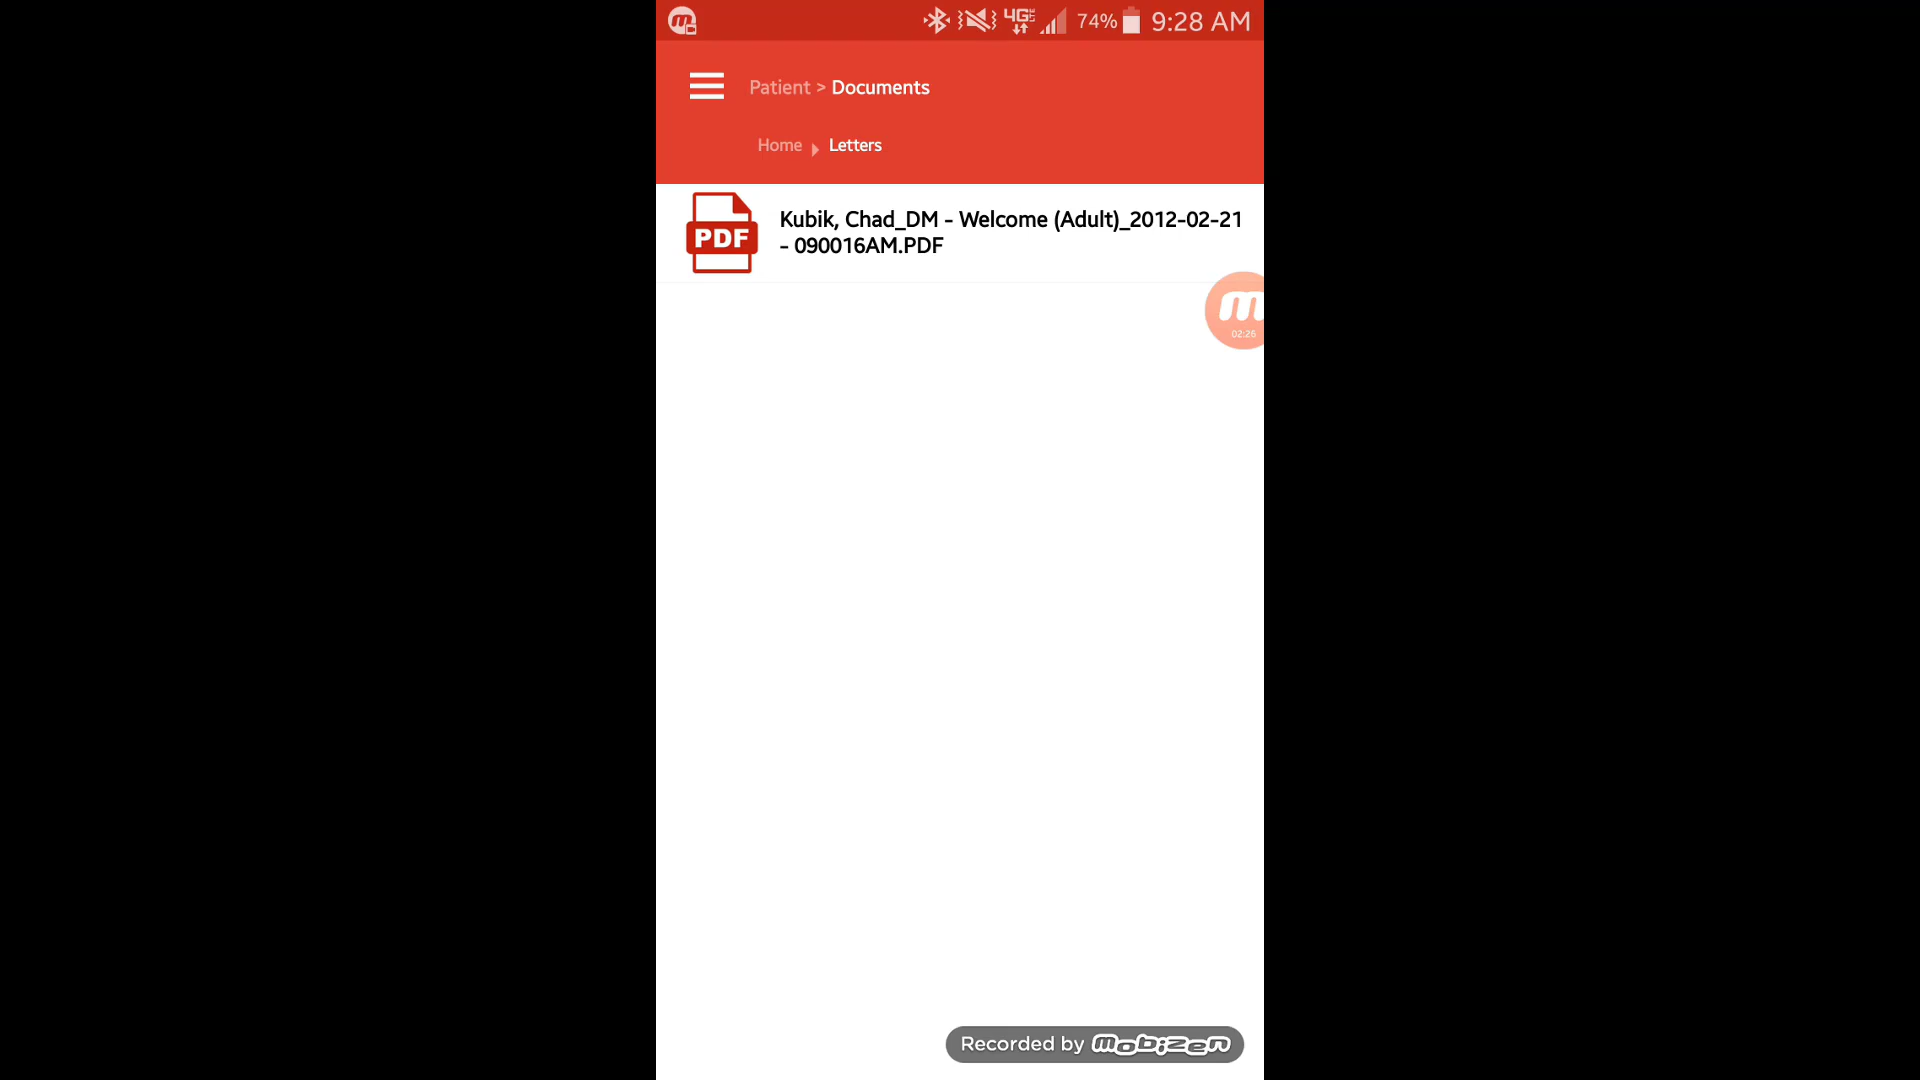 74% 9:28 AM
Patient > Documents
Home Letters
PDF
Kubik, Chad_DM - Welcome (Adult)_2012-02-21
- 090016AM.PDF
m
02:26
Recorded by mobizen